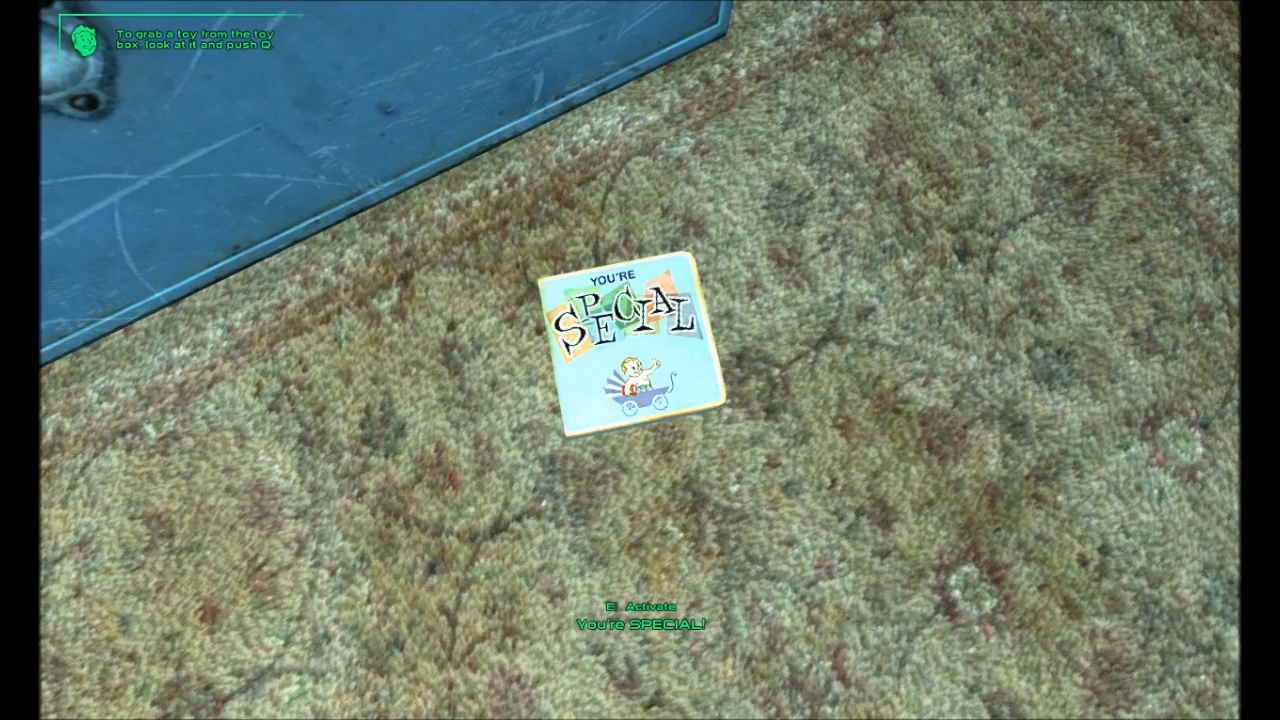 To grab a toy from the toy
box, look at it and push Q.
YOU'RE
SPECIAL
E) Activate
You're SPECIAL!